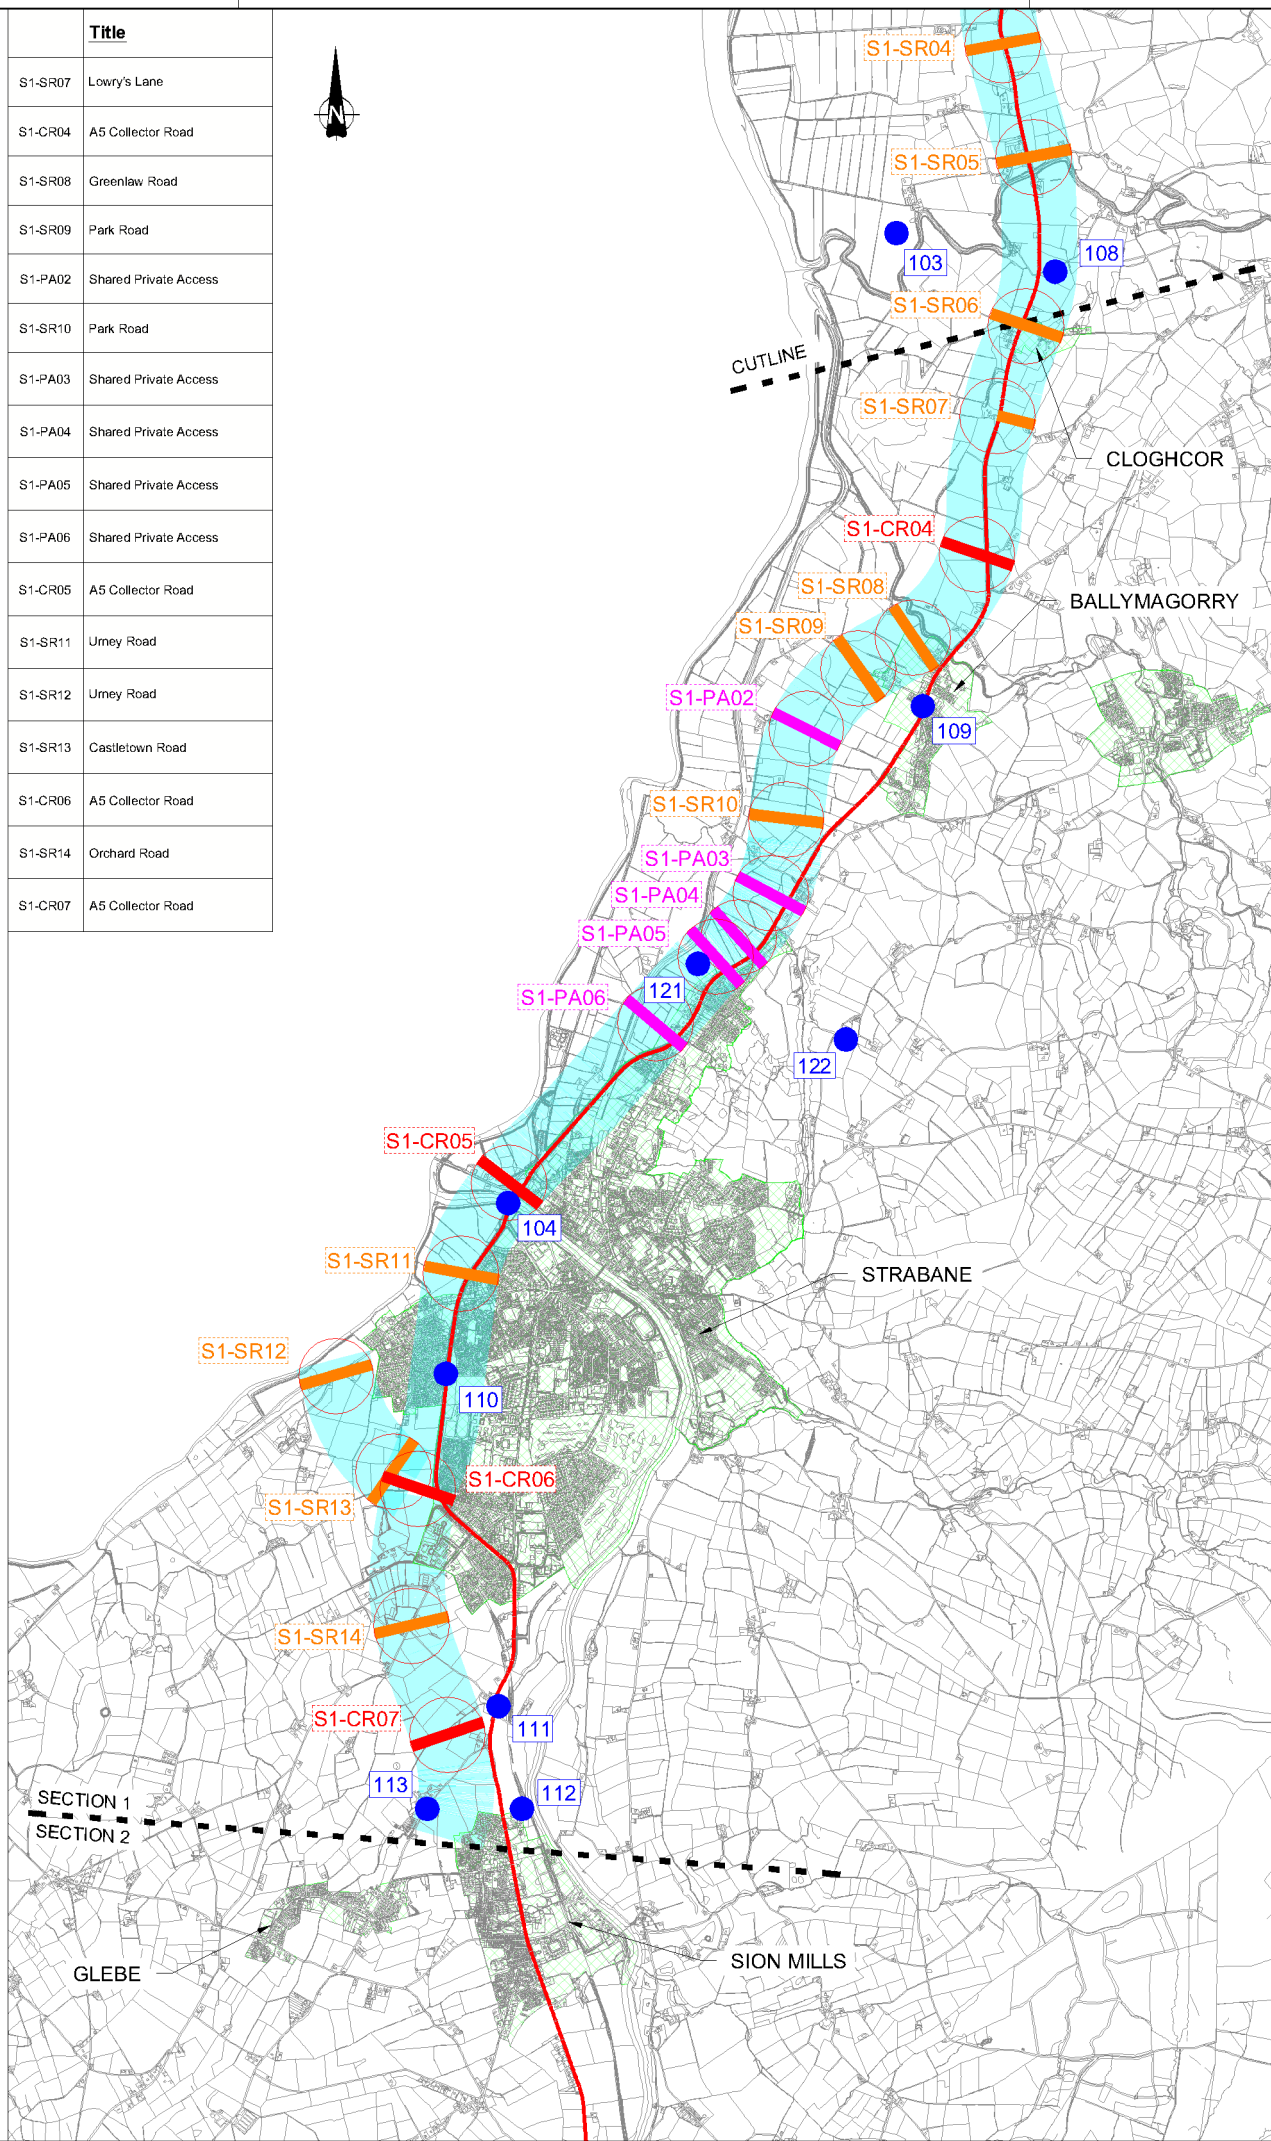 Title
S1-SR07 Lowry's Lane
S1-CR04 A5 Collector Road
S1-SR08 Greenlaw Road
S1-SR09 Park Road
S1-PA02 Shared Private Access
S1-SR10 Park Road
S1-PA03 Shared Private Access
S1-PA04 Shared Private Access
S1-PA05 Shared Private Access
S1-PA06 Shared Private Access
S1-CR05 A5 Collector Road
S1-SR11 Urney Road
S1-SR12 Urney Road
S1-SR13 Castletown Road
S1-CR06 A5 Collector Road
S1-SR14 Orchard Road
S1-CR07 A5 Collector Road
N
S1-SR04
S1-SR05
103
108
S1-SR06
CUTLINE
S1-SR07
CLOGHCOR
S1-CR04
S1-SR08
BALLYMAGORRY
S1-SR09
S1-PA02
109
S1-SR10
S1-PA03
S1-PA04
S1-PA05
121
S1-PA06
122
S1-CR05
104
S1-SR11
STRABANE
S1-SR12
110
S1-CR06
S1-SR13
S1-SR14
S1-CR07
111
113
112
SECTION 1
SECTION 2
SION MILLS
GLEBE